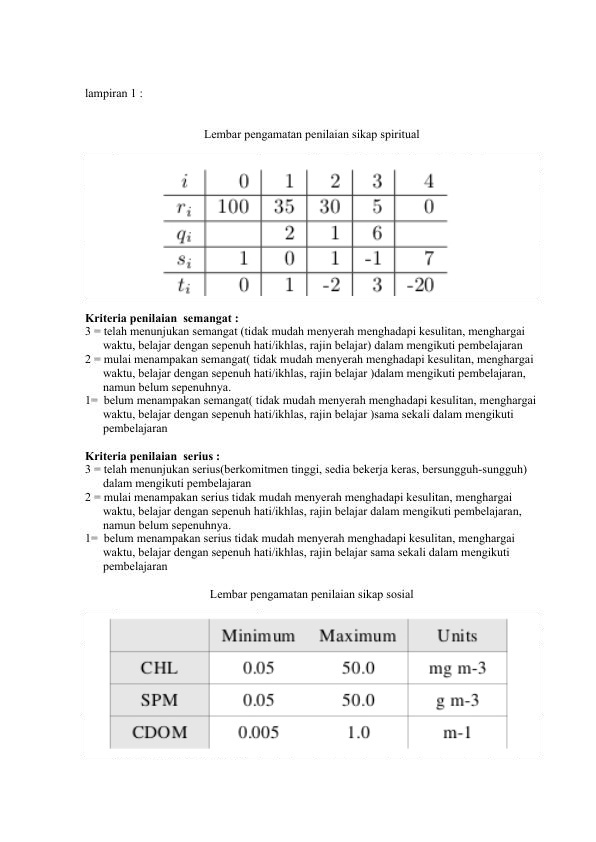 lampiran 1 :
Lembar pengamatan penilaian sikap spiritual
i 0 1 2 3 4
ri 100 35 30 5 0
qi 2 1 6
si 1 0 1 -1 7
ti 0 1 -2 3 -20
Kriteria penilaian semangat :
3 = telah menunjukan semangat (tidak mudah menyerah menghadapi kesulitan, menghargai
waktu, belajar dengan sepenuh hati/ikhlas, rajin belajar) dalam mengikuti pembelajaran
2 = mulai menampakan semangat( tidak mudah menyerah menghadapi kesulitan, menghargai
waktu, belajar dengan sepenuh hati/ikhlas, rajin belajar )dalam mengikuti pembelajaran,
namun belum sepenuhnya.
1= belum menampakan semangat( tidak mudah menyerah menghadapi kesulitan, menghargai
waktu, belajar dengan sepenuh hati/ikhlas, rajin belajar )sama sekali dalam mengikuti
pembelajaran
Kriteria penilaian serius :
3 = telah menunjukan serius(berkomitmen tinggi, sedia bekerja keras, bersungguh-sungguh)
dalam mengikuti pembelajaran
2 = mulai menampakan serius tidak mudah menyerah menghadapi kesulitan, menghargai
waktu, belajar dengan sepenuh hati/ikhlas, rajin belajar dalam mengikuti pembelajaran,
namun belum sepenuhnya.
1= belum menampakan serius tidak mudah menyerah menghadapi kesulitan, menghargai
waktu, belajar dengan sepenuh hati/ikhlas, rajin belajar sama sekali dalam mengikuti
pembelajaran
Lembar pengamatan penilaian sikap sosial
Minimum Maximum Units
CHL 0.05 50.0 mg m-3
SPM 0.05 50.0 g m-3
CDOM 0.005 1.0 m-1